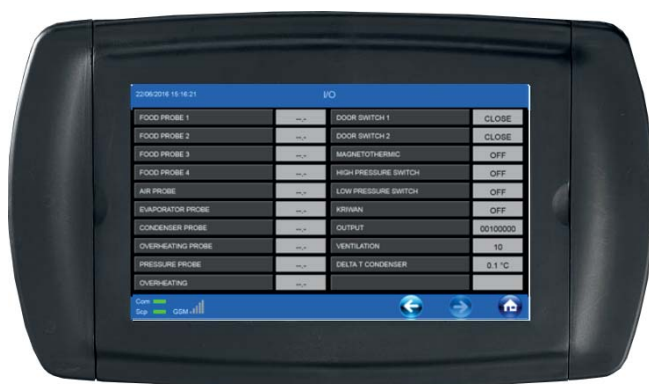 22/08/2016 15:16:21 I/O
FOOD PROBE 1 --.- DOOR SWITCH 1 CLOSE
FOOD PROBE 2 --.- DOOR SWITCH 2 CLOSE
FOOD PROBE 3 --.- MAGNETOTHERMIC OFF
FOOD PROBE 4 --.- HIGH PRESSURE SWITCH OFF
AIR PROBE --.- LOW PRESSURE SWITCH OFF
EVAPORATOR PROBE --.- KRIWAN OFF
CONDENSER PROBE --.- OUTPUT 00100000
OVERHEATING PROBE --.- VENTILATION 10
PRESSURE PROBE --.- DELTA T CONDENSER 0.1 °C
OVERHEATING --.-
Com
Scp GSM